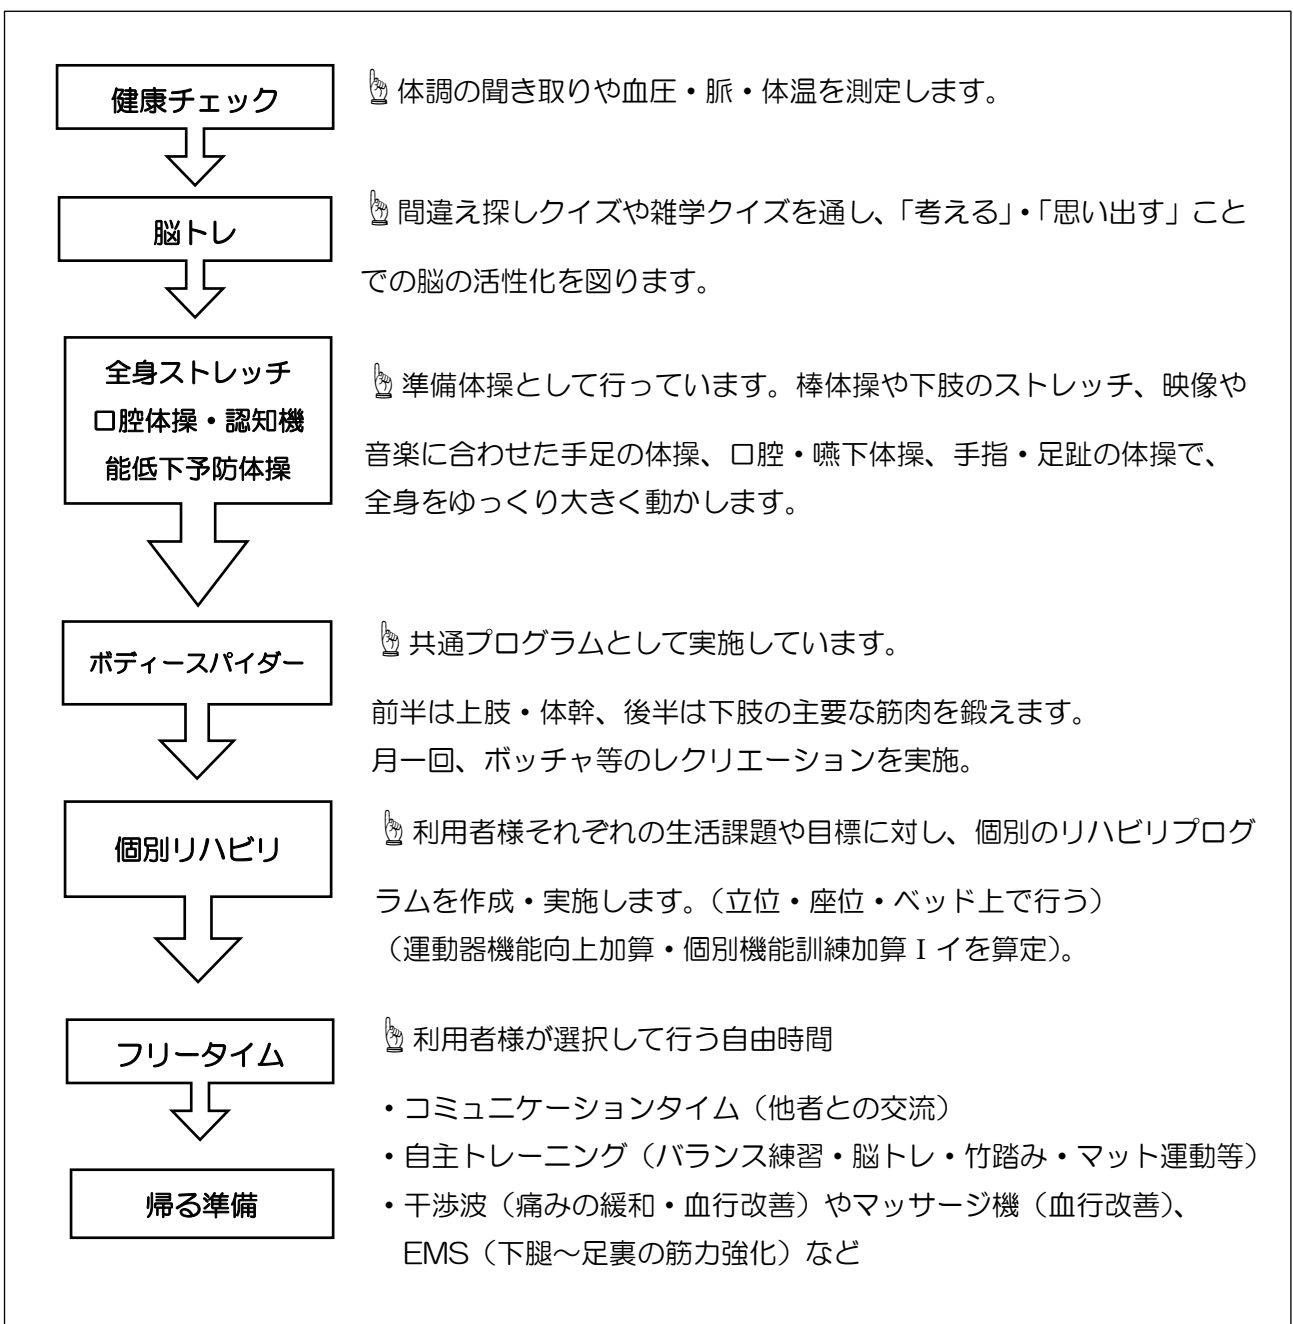 健康チェック
☝体調の聞き取りや血圧・脈・体温を測定します。
脳トレ
☝間違え探しクイズや雑学クイズを通し、「考える」・「思い出す」こと
での脳の活性化を図ります。
全身ストレッチ
口腔体操・認知機
能低下予防体操
☝準備体操として行っています。棒体操や下肢のストレッチ、映像や
音楽に合わせた手足の体操、口腔・嚥下体操、手指・足趾の体操で、
全身をゆっくり大きく動かします。
ボディースパイダー
☝共通プログラムとして実施しています。
前半は上肢・体幹、後半は下肢の主要な筋肉を鍛えます。
月一回、ボッチャ等のレクリエーションを実施。
個別リハビリ
☝利用者様それぞれの生活課題や目標に対し、個別のリハビリプログ
ラムを作成・実施します。（立位・座位・ベッド上で行う）
（運動器機能向上加算・個別機能訓練加算Ⅰイを算定）。
フリータイム
☝利用者様が選択して行う自由時間
・コミュニケーションタイム（他者との交流）
・自主トレーニング（バランス練習・脳トレ・竹踏み・マット運動等）
・干渉波（痛みの緩和・血行改善）やマッサージ機（血行改善）、
EMS（下腿～足裏の筋力強化）など
帰る準備